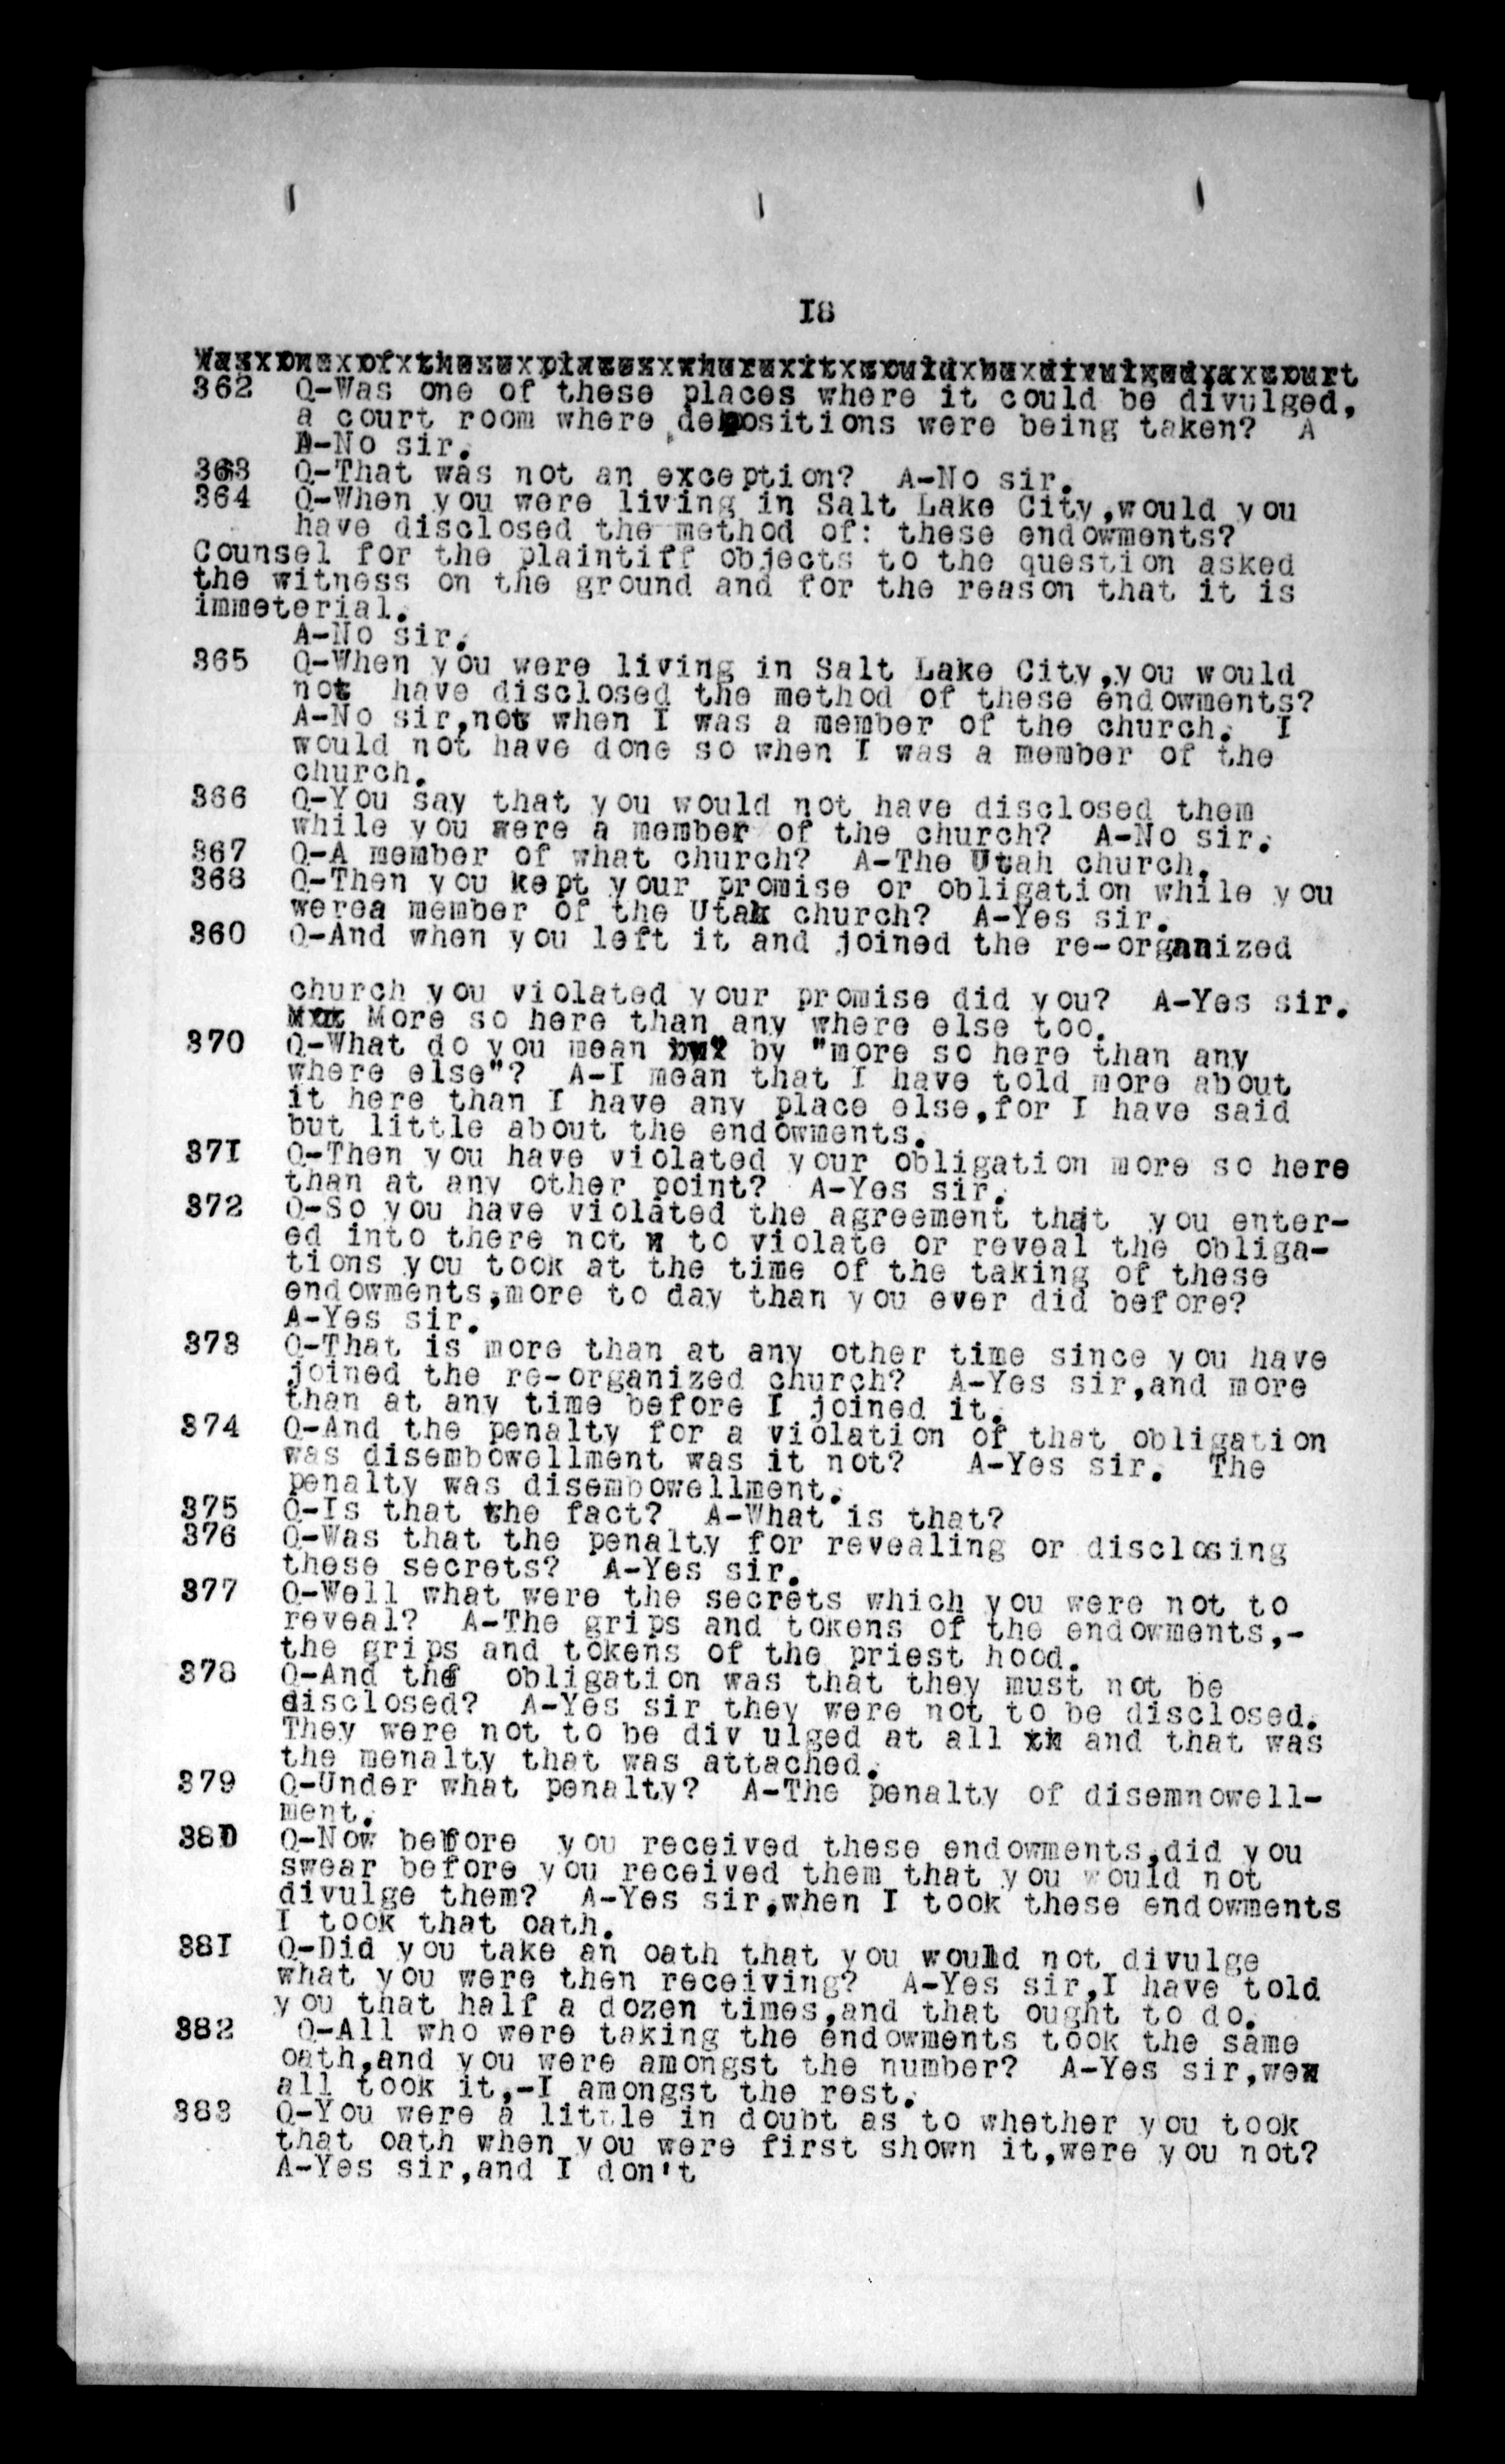 I8
Was one of these places where it could be divulged, a court
362 Q-Was one of these places where it could be divulged,
a court room where depositions were being taken? A
A-No sir.
363 Q-That was not an exception? A-No sir.
364 Q-When you were living in Salt Lake City,would you
have disclosed the method of: these endowments?
Counsel for the plaintiff objects to the question asked
the witness on the ground and for the reason that it is
immeterial.
A-No sir.
365 Q-When you were living in Salt Lake City,you would
not have disclosed the method of these endowments?
A-No sir,not when I was a member of the church. I
would not have done so when I was a member of the
church.
366 Q-You say that you would not have disclosed them
while you were a member of the church? A-No sir.
367 Q-A member of what church? A-The Utah church.
368 Q-Then you kept your promise or obligation while you
werea member of the Utah church? A-Yes sir.
360 Q-And when you left it and joined the re-organized
church you violated your promise did you? A-Yes sir.
More so here than any where else too.
370 Q-What do you mean by "more so here than any
where else"? A-I mean that I have told more about
it here than I have any place else,for I have said
but little about the endowments.
37I Q-Then you have violated your obligation more so here
than at any other point? A-Yes sir.
372 Q-So you have violated the agreement that you enter-
ed into there not to violate or reveal the obliga-
tions you took at the time of the taking of these
endowments,more to day than you ever did before?
A-Yes sir.
373 Q-That is more than at any other time since you have
joined the re-organized church? A-Yes sir,and more
than at any time before I joined it.
374 Q-And the penalty for a violation of that obligation
was disembowellment was it not? A-Yes sir. The
penalty was disembowellment.
375 Q-Is that the fact? A-What is that?
376 Q-Was that the penalty for revealing or disclosing
these secrets? A-Yes sir.
377 Q-Well what were the secrets which you were not to
reveal? A-The grips and tokens of the endowments,-
the grips and tokens of the priest hood.
378 Q-And the obligation was that they must not be
disclosed? A-Yes sir they were not to be disclosed.
They were not to be div ulged at all and that was
the menalty that was attached.
379 Q-Under what penalty? A-The penalty of disemnowell-
ment.
380 Q-Now before you received these endowments,did you
swear before you received them that you would not
divulge them? A-Yes sir,when I took these endowments
I took that oath.
38I Q-Did you take an oath that you would not divulge
what you were then receiving? A-Yes sir,I have told
you that half a dozen times,and that ought to do.
382 Q-All who were taking the endowments took the same
oath,and you were amongst the number? A-Yes sir,we
all took it,-I amongst the rest.
383 Q-You were a little in doubt as to whether you took
that oath when you were first shown it,were you not?
A-Yes sir,and I don't